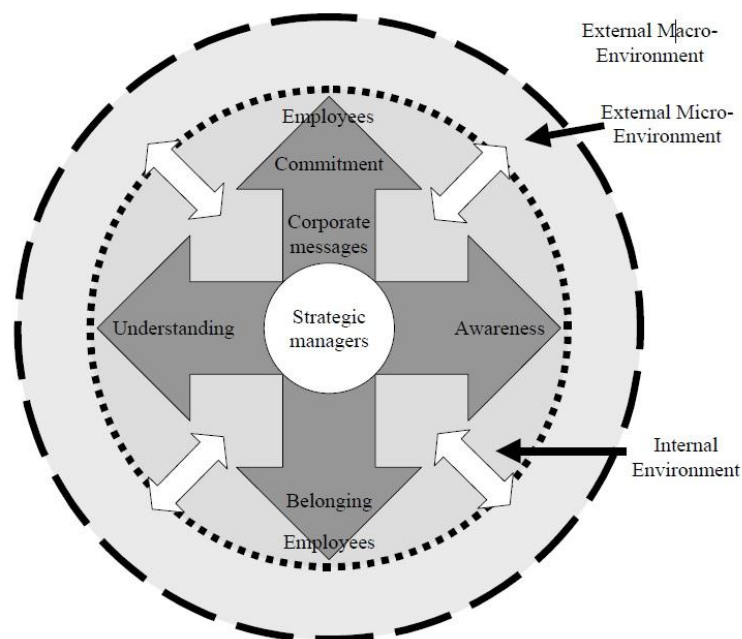 External Macro-
Environment
External Micro-
Environment
Employees
Commitment
Corporate
messages
Understanding
Strategic
managers
Awareness
Internal
Environment
Belonging
Employees